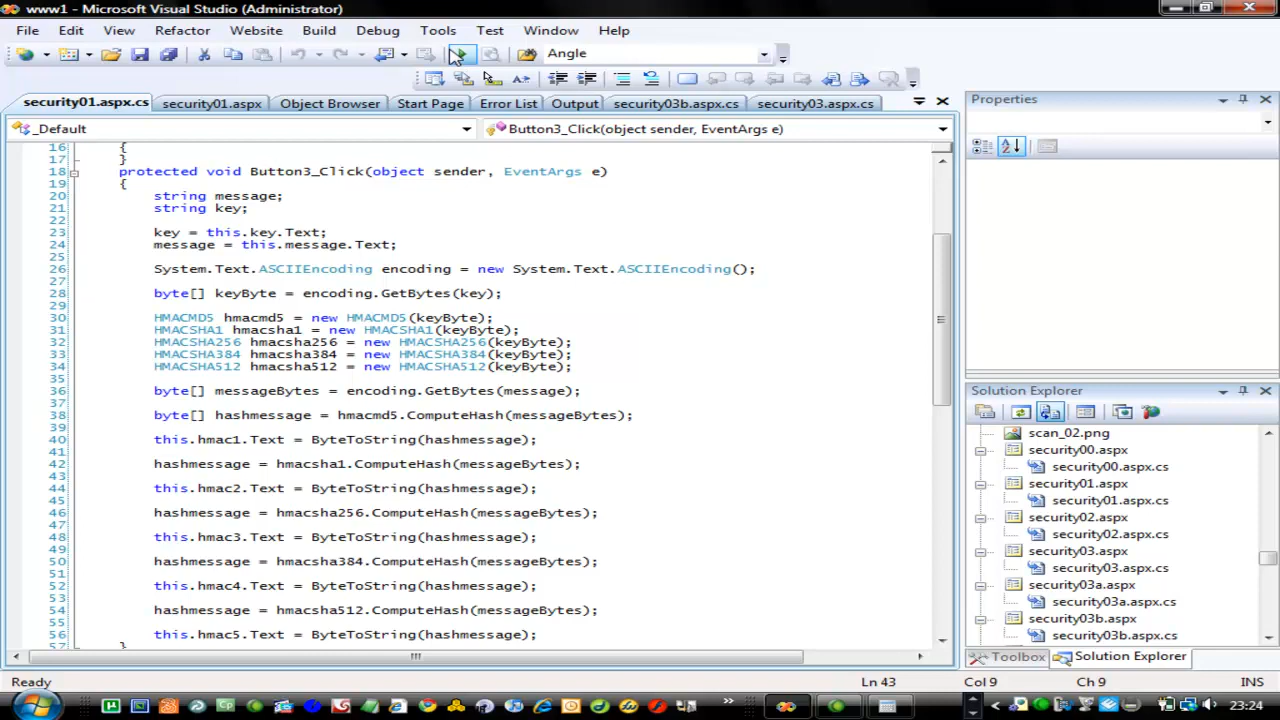 www1 - Microsoft Visual Studio (Administrator)
File Edit View Refactor Website Build Debug Tools Test Window Help
Angle
security01.aspx.cs security01.aspx Object Browser Start Page Error List Output security03b.aspx.cs security03.aspx.cs
_Default Button3_Click(object sender, EventArgs e)
16 {
17 }
18 protected void Button3_Click(object sender, EventArgs e)
19 {
20 string message;
21 string key;
22
23 key = this.key.Text;
24 message = this.message.Text;
25
26 System.Text.ASCIIEncoding encoding = new System.Text.ASCIIEncoding();
27
28 byte[] keyByte = encoding.GetBytes(key);
29
30 HMACMD5 hmacmd5 = new HMACMD5(keyByte);
31 HMACSHA1 hmacsha1 = new HMACSHA1(keyByte);
32 HMACSHA256 hmacsha256 = new HMACSHA256(keyByte);
33 HMACSHA384 hmacsha384 = new HMACSHA384(keyByte);
34 HMACSHA512 hmacsha512 = new HMACSHA512(keyByte);
35
36 byte[] messageBytes = encoding.GetBytes(message);
37
38 byte[] hashmessage = hmacmd5.ComputeHash(messageBytes);
39
40 this.hmac1.Text = ByteToString(hashmessage);
41
42 hashmessage = hmacsha1.ComputeHash(messageBytes);
43
44 this.hmac2.Text = ByteToString(hashmessage);
45
46 hashmessage = hmacsha256.ComputeHash(messageBytes);
47
48 this.hmac3.Text = ByteToString(hashmessage);
49
50 hashmessage = hmacsha384.ComputeHash(messageBytes);
51
52 this.hmac4.Text = ByteToString(hashmessage);
53
54 hashmessage = hmacsha512.ComputeHash(messageBytes);
55
56 this.hmac5.Text = ByteToString(hashmessage);
57 }
Properties
Solution Explorer
scan_02.png
security00.aspx
security00.aspx.cs
security01.aspx
security01.aspx.cs
security02.aspx
security02.aspx.cs
security03.aspx
security03.aspx.cs
security03a.aspx
security03a.aspx.cs
security03b.aspx
security03b.aspx.cs
Toolbox Solution Explorer
Ready Ln 43 Col 9 Ch 9 INS
23:24